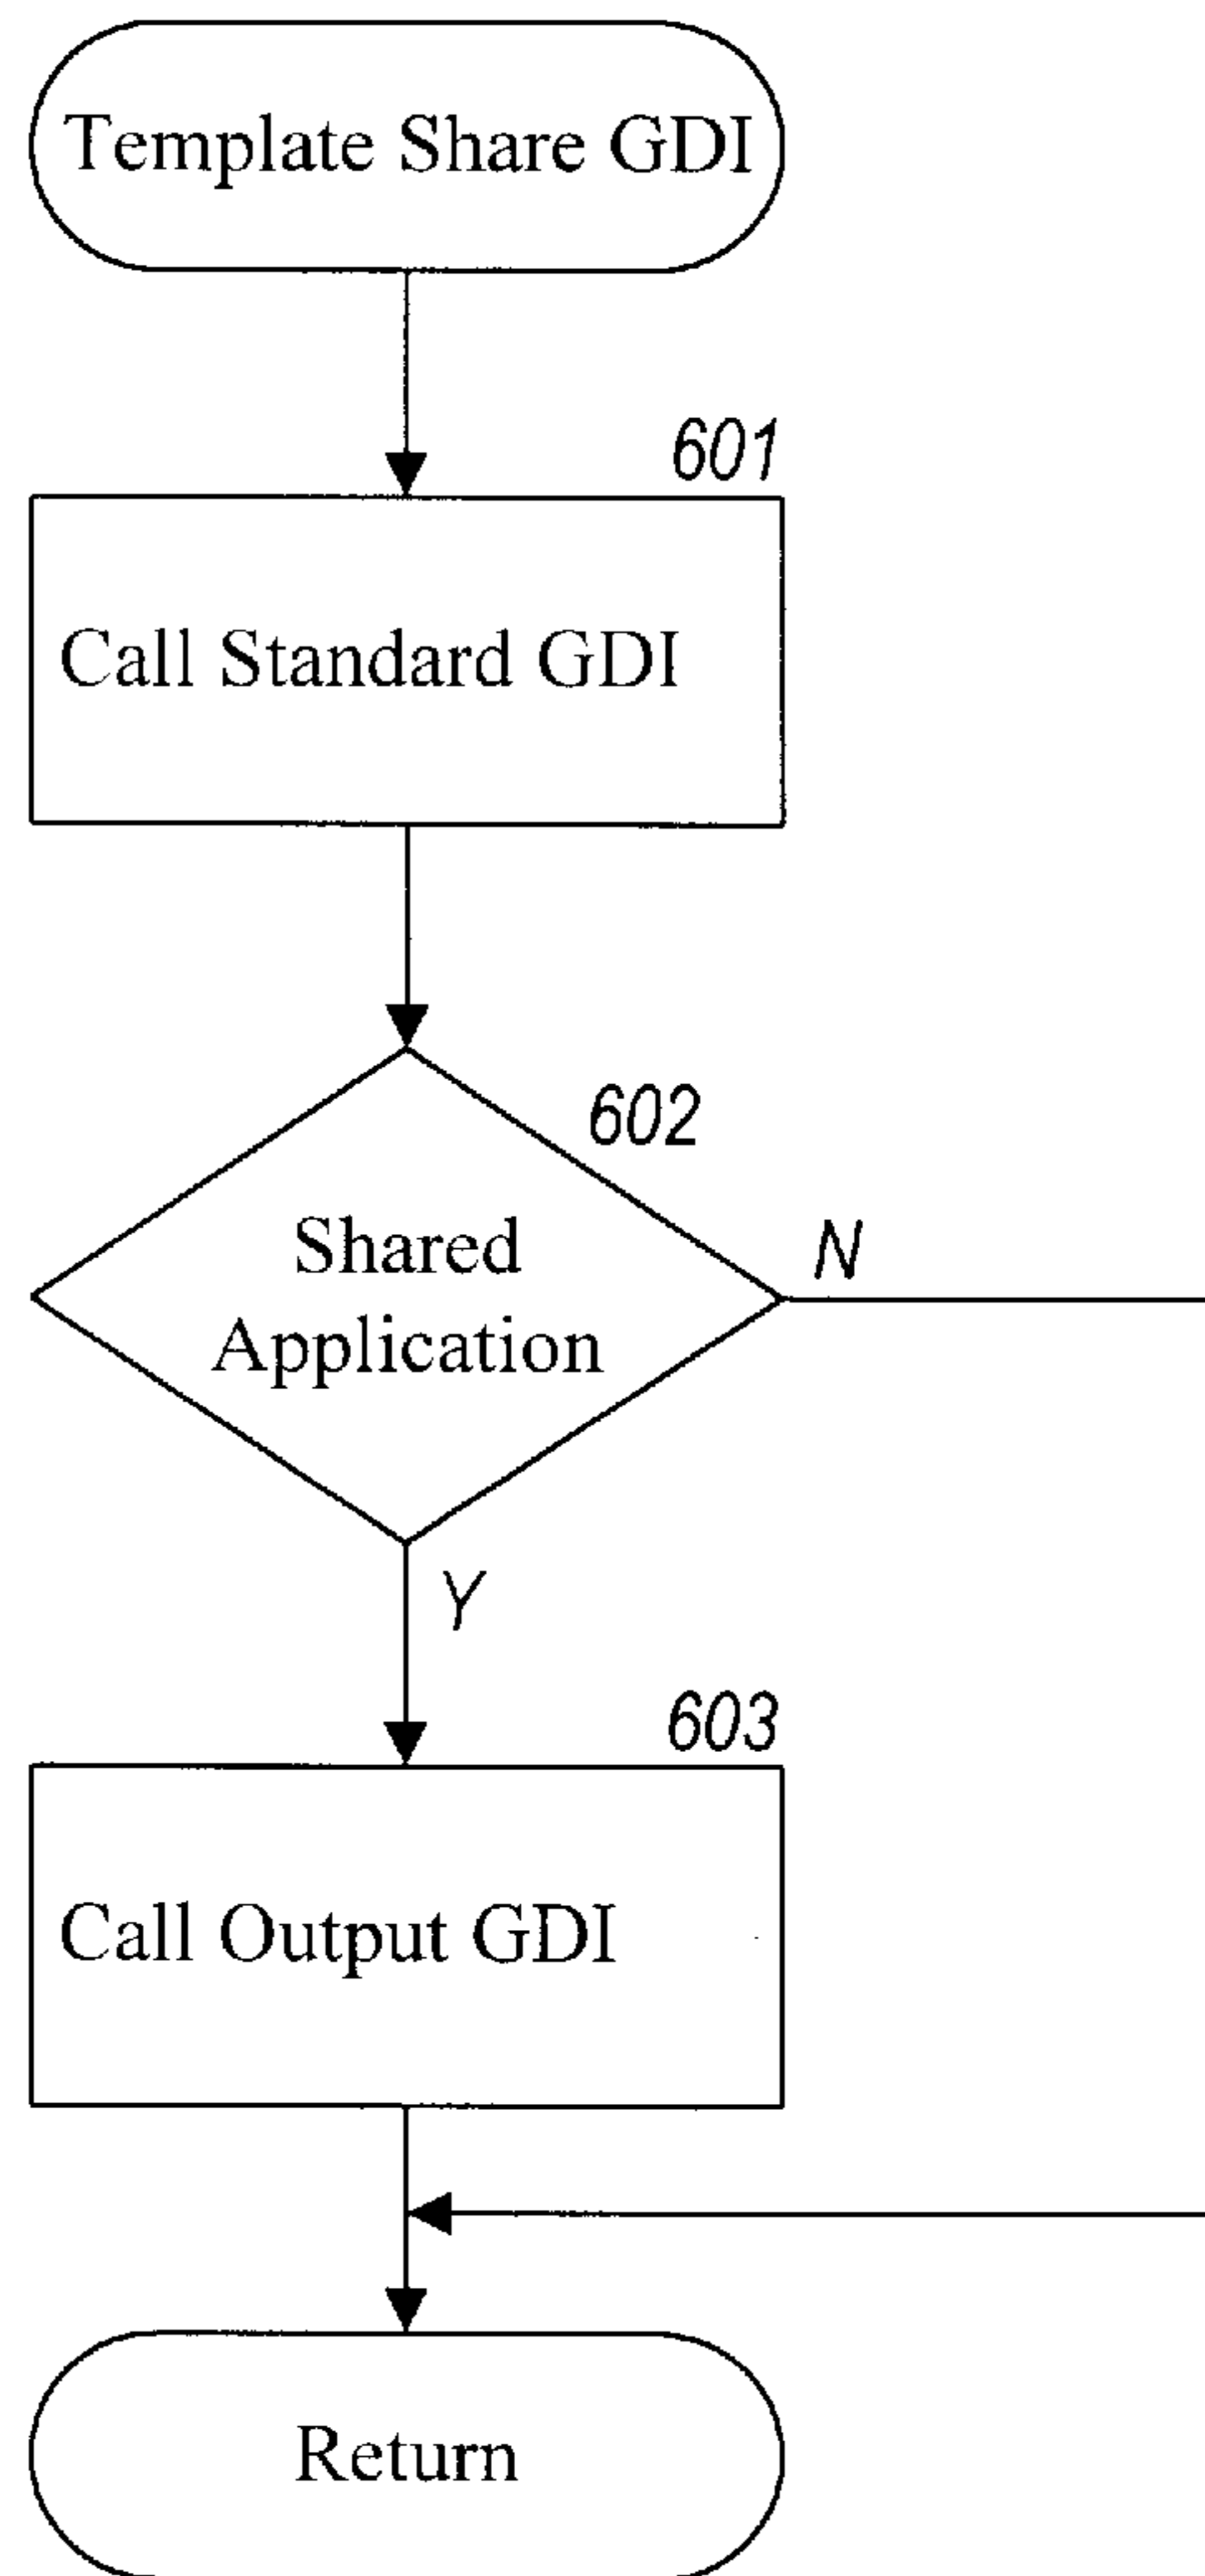 Template Share GDI
601
Call Standard GDI
602
Shared
Application
N
Y
603
Call Output GDI
Return